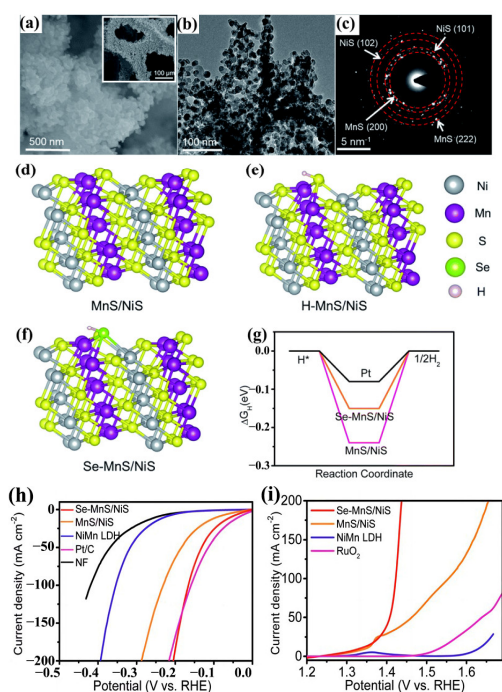 (a)
100 μm
500 nm
(b)
100 nm
(c)
NiS (102)
NiS (101)
MnS (200)
MnS (222)
5 nm⁻¹
(d)
MnS/NiS
(e)
H-MnS/NiS
Ni
Mn
S
Se
H
(f)
Se-MnS/NiS
(g)
ΔG_H(eV)
0.0
−0.1
−0.2
−0.3
H*
1/2H₂
Pt
Se-MnS/NiS
MnS/NiS
Reaction Coordinate
(h)
Current density (mA cm⁻²)
0
−50
−100
−150
−200
Se-MnS/NiS
MnS/NiS
NiMn LDH
Pt/C
NF
−0.5 −0.4 −0.3 −0.2 −0.1 0.0
Potential (V vs. RHE)
(i)
Current density (mA cm⁻²)
200
150
100
50
0
Se-MnS/NiS
MnS/NiS
NiMn LDH
RuO₂
1.2 1.3 1.4 1.5 1.6
Potential (V vs. RHE)